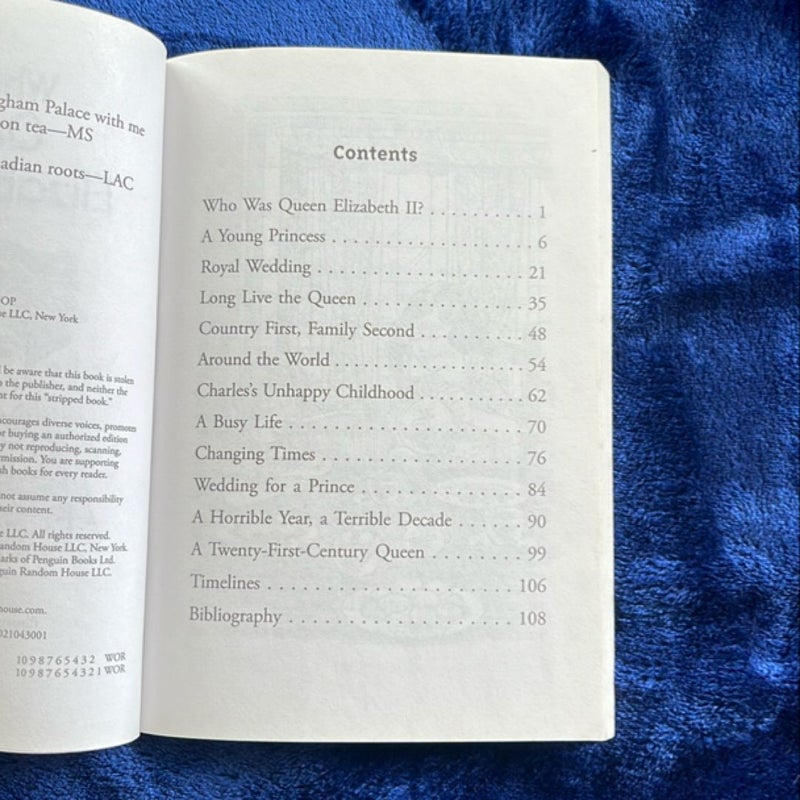 gham Palace with me
on tea—MS
adian roots—LAC
OP
e LLC, New York
be aware that this book is stolen
the publisher, and neither the
nt for this "stripped book."
courages diverse voices, promotes
or buying an authorized edition
y not reproducing, scanning,
rmission. You are supporting
sh books for every reader.
not assume any responsibility
heir content.
e LLC. All rights reserved.
andom House LLC, New York.
arks of Penguin Books Ltd.
guin Random House LLC.
nhouse.com.
021043001
10 9 8 7 6 5 4 3 2 WOR
10 9 8 7 6 5 4 3 2 1 WOR
Contents
Who Was Queen Elizabeth II? . . . . . . . . . . 1
A Young Princess . . . . . . . . . . . . . . . . . . . 6
Royal Wedding . . . . . . . . . . . . . . . . . . . 21
Long Live the Queen . . . . . . . . . . . . . . . 35
Country First, Family Second . . . . . . . . . 48
Around the World . . . . . . . . . . . . . . . . . 54
Charles's Unhappy Childhood . . . . . . . . . 62
A Busy Life . . . . . . . . . . . . . . . . . . . . . 70
Changing Times . . . . . . . . . . . . . . . . . . 76
Wedding for a Prince . . . . . . . . . . . . . . 84
A Horrible Year, a Terrible Decade . . . . . . 90
A Twenty-First-Century Queen . . . . . . . . 99
Timelines . . . . . . . . . . . . . . . . . . . . . 106
Bibliography . . . . . . . . . . . . . . . . . . . 108